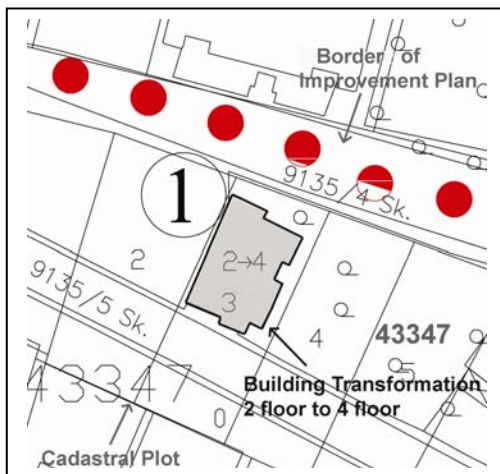 Border of
Improvement Plan
9135/4 Sk.
1
2
2→4
3
9135/5 Sk.
4
43347
43347
Building Transformation
2 floor to 4 floor
0
Cadastral Plot